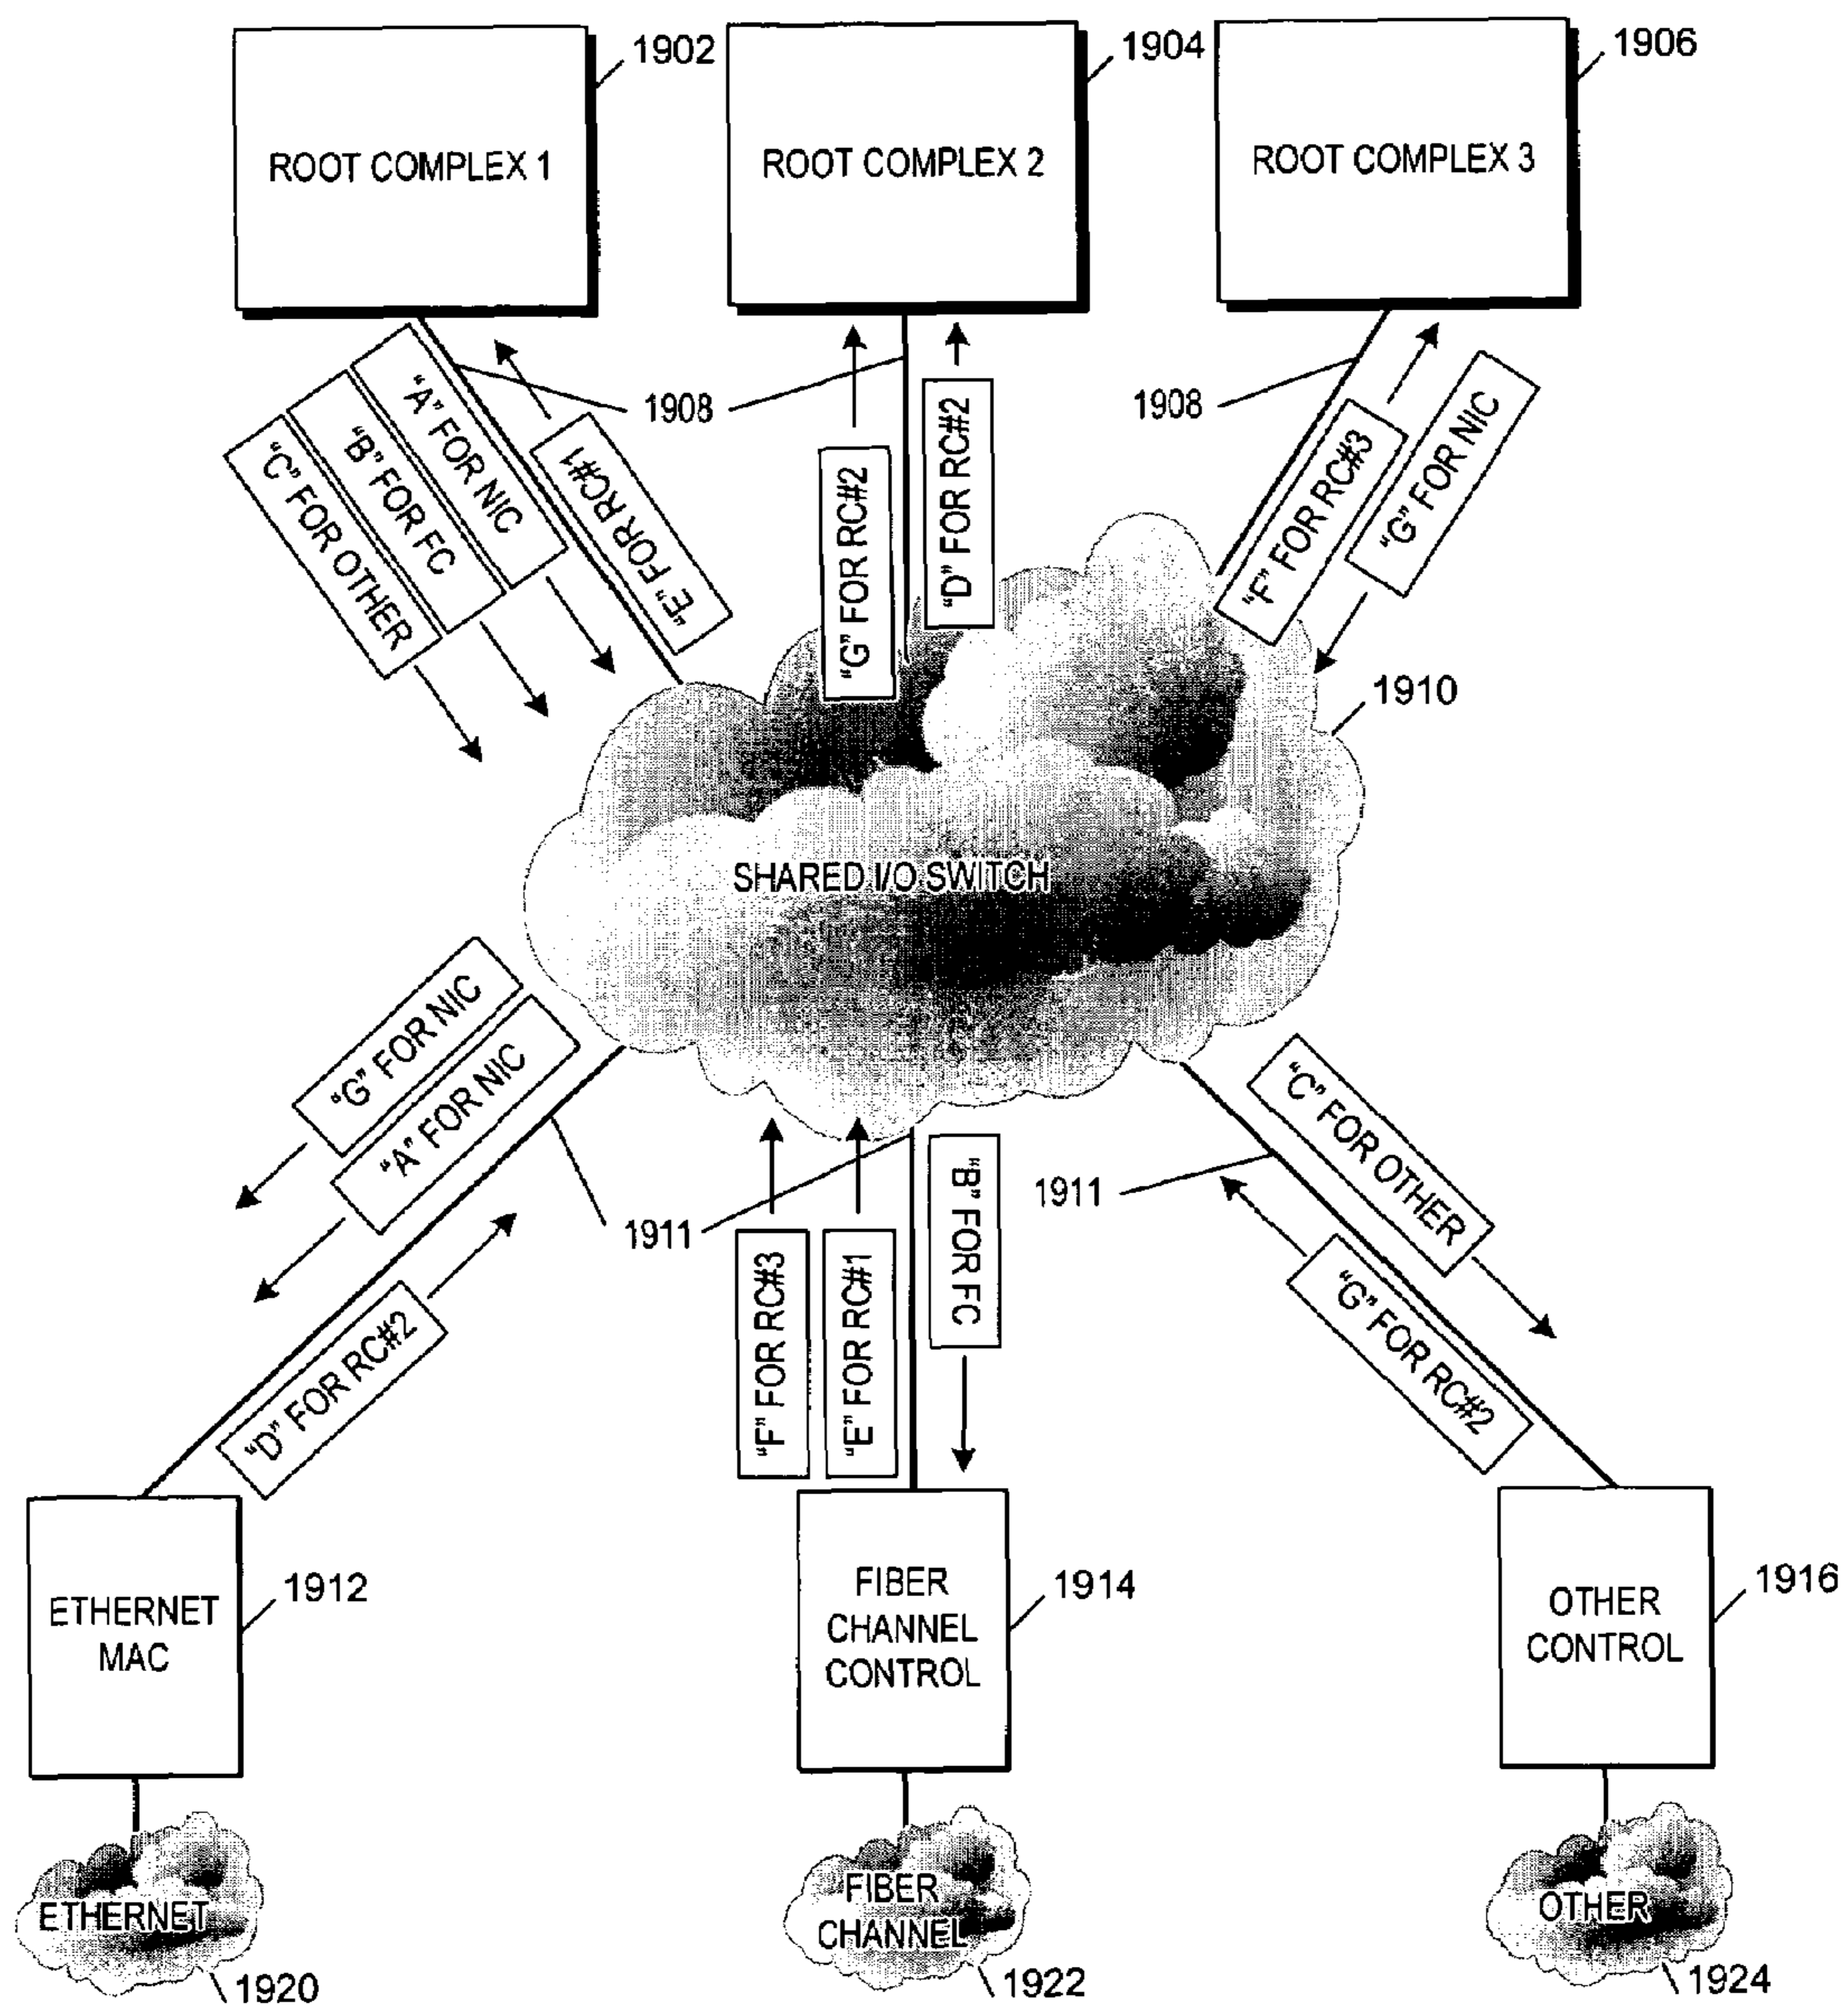 1902
1904
1906
ROOT COMPLEX 1
ROOT COMPLEX 2
ROOT COMPLEX 3
"A" FOR NIC
"B" FOR FC
"C" FOR OTHER
"E" FOR RC#1
1908
"G" FOR RC#2
"D" FOR RC#2
1908
"F" FOR RC#3
"G" FOR NIC
1910
SHARED I/O SWITCH
"G" FOR NIC
"A" FOR NIC
"D" FOR RC#2
1911
"F" FOR RC#3
"E" FOR RC#1
"B" FOR FC
1911
"C" FOR OTHER
"G" FOR RC#2
ETHERNET
MAC
1912
FIBER
CHANNEL
CONTROL
1914
OTHER
CONTROL
1916
ETHERNET
1920
FIBER
CHANNEL
1922
OTHER
1924